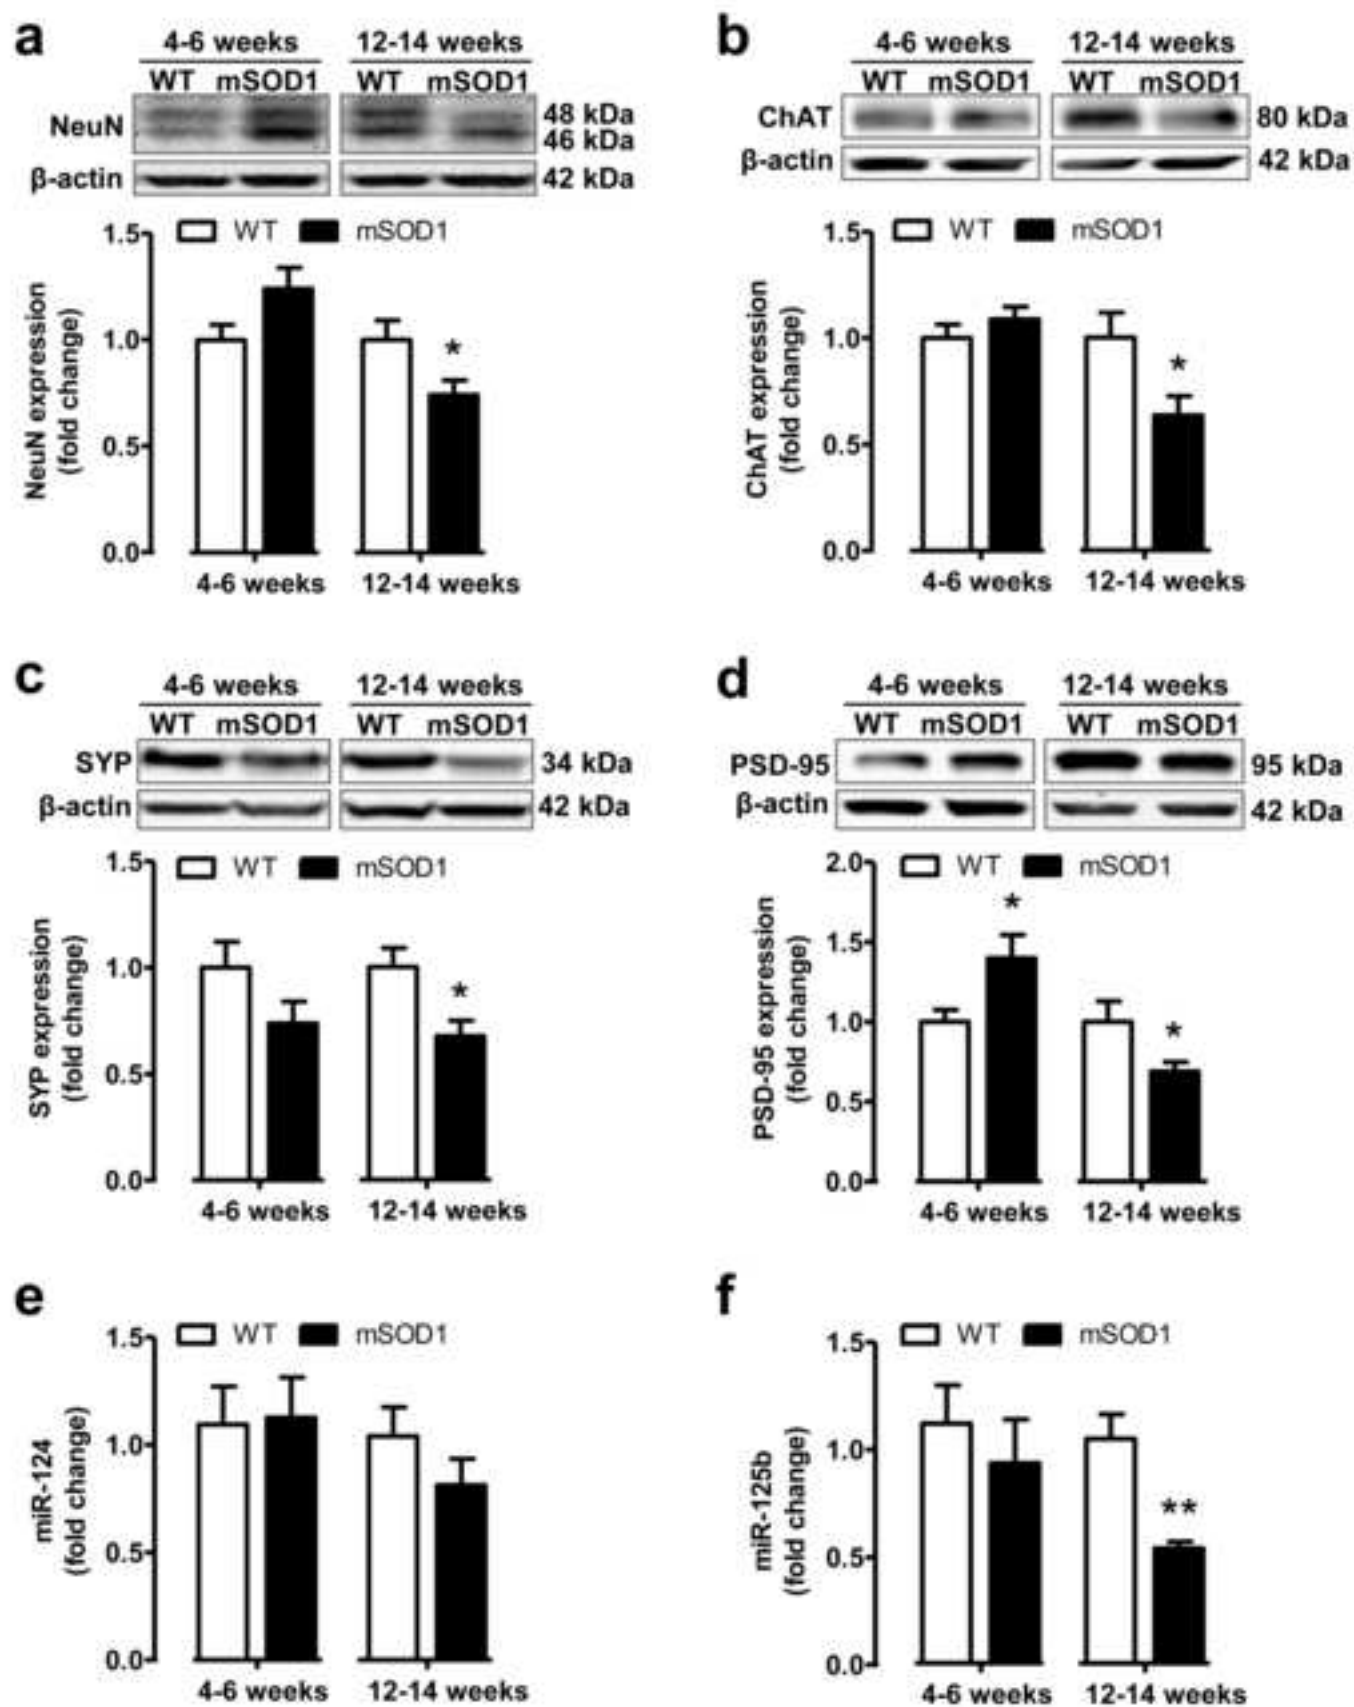 a
4-6 weeks 12-14 weeks
WT mSOD1 WT mSOD1
NeuN 48 kDa
46 kDa
β-actin 42 kDa
WT mSOD1
NeuN expression
(fold change)
1.5
1.0
0.5
0.0
*
4-6 weeks 12-14 weeks
b
4-6 weeks 12-14 weeks
WT mSOD1 WT mSOD1
ChAT 80 kDa
β-actin 42 kDa
WT mSOD1
ChAT expression
(fold change)
1.5
1.0
0.5
0.0
*
4-6 weeks 12-14 weeks
c
4-6 weeks 12-14 weeks
WT mSOD1 WT mSOD1
SYP 34 kDa
β-actin 42 kDa
WT mSOD1
SYP expression
(fold change)
1.5
1.0
0.5
0.0
*
4-6 weeks 12-14 weeks
d
4-6 weeks 12-14 weeks
WT mSOD1 WT mSOD1
PSD-95 95 kDa
β-actin 42 kDa
WT mSOD1
PSD-95 expression
(fold change)
2.0
1.5
1.0
0.5
0.0
* *
4-6 weeks 12-14 weeks
e
WT mSOD1
miR-124
(fold change)
1.5
1.0
0.5
0.0
4-6 weeks 12-14 weeks
f
WT mSOD1
miR-125b
(fold change)
1.5
1.0
0.5
0.0
**
4-6 weeks 12-14 weeks